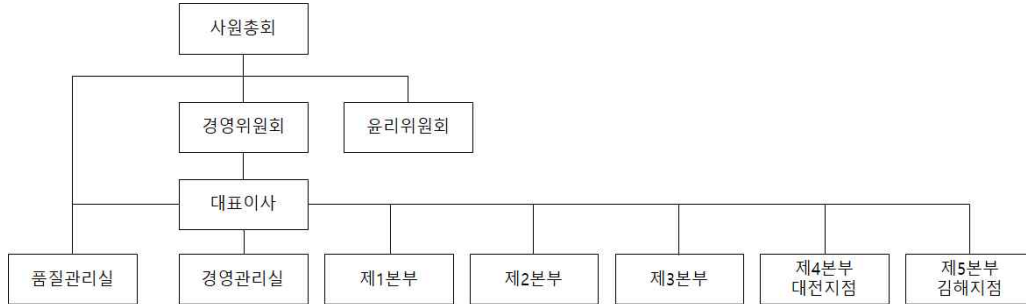 사원총회
경영위원회
윤리위원회
대표이사
품질관리실
경영관리실
제1본부
제2본부
제3본부
제4본부
대전지점
제5본부
김해지점